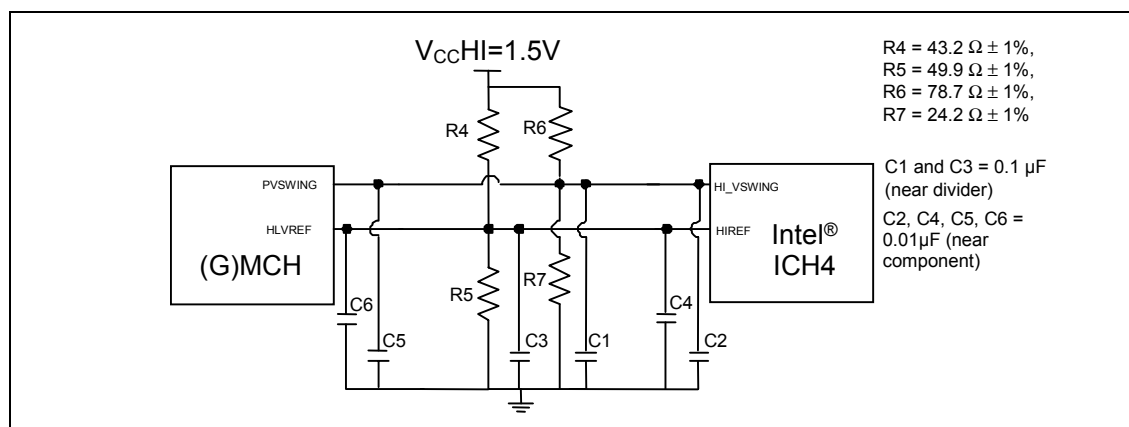 V_CC HI=1.5V
R4 = 43.2 Ω ± 1%,
R5 = 49.9 Ω ± 1%,
R6 = 78.7 Ω ± 1%,
R7 = 24.2 Ω ± 1%
R4
R6
C1 and C3 = 0.1 µF
(near divider)
C2, C4, C5, C6 =
0.01µF (near
component)
PVSWING
HLVREF
(G)MCH
HI_VSWING
HIREF
Intel®
ICH4
R5
R7
C6
C5
C3
C1
C4
C2